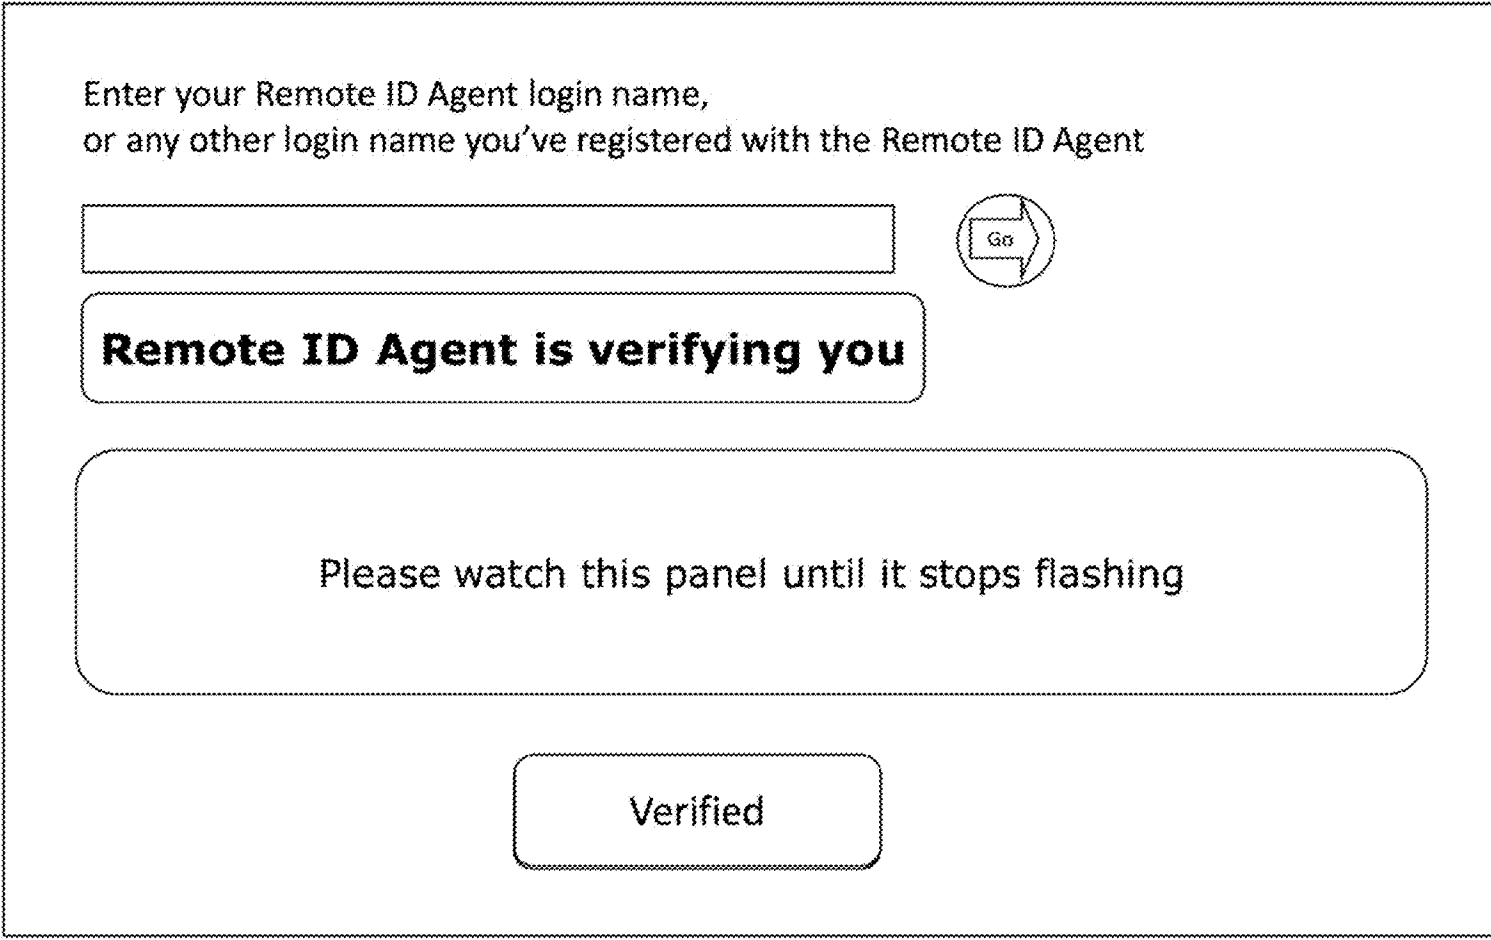 Enter your Remote ID Agent login name,
or any other login name you've registered with the Remote ID Agent
Go
Remote ID Agent is verifying you
Please watch this panel until it stops flashing
Verified